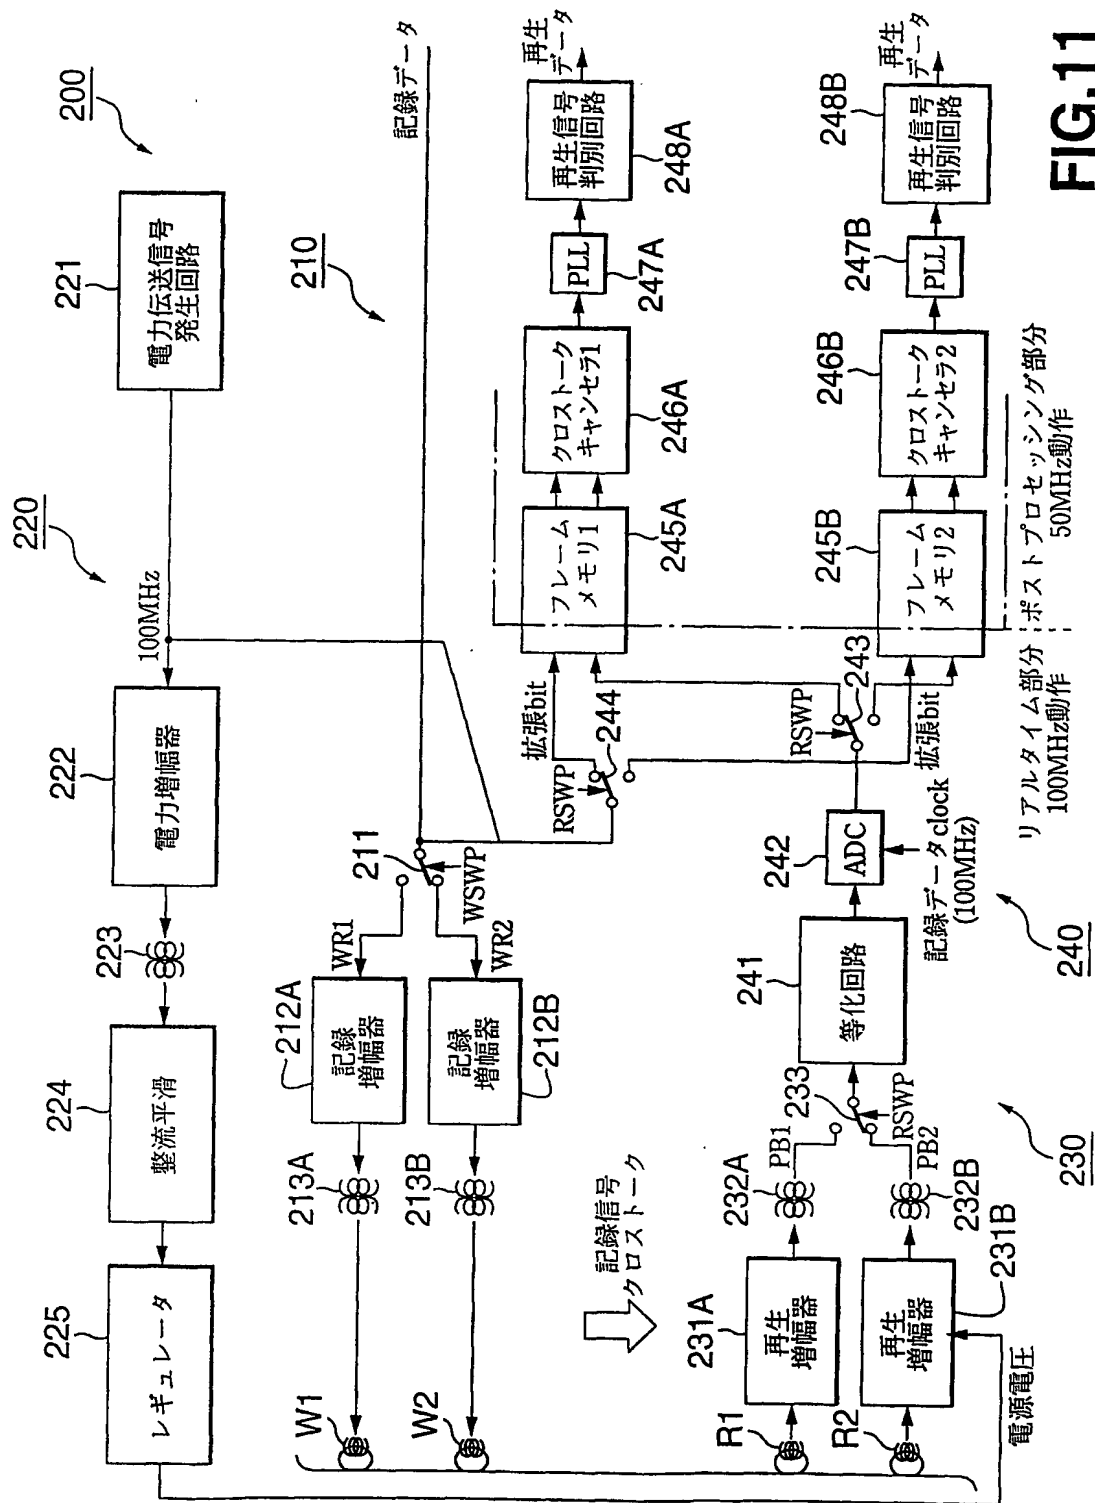 FIG.11
200
220
221
電力伝送信号
発生回路
100MHz
222
電力増幅器
223
224
整流平滑
225
レギュレータ
210
記録データ
211
WSWP
WR1
WR2
212A
記録
増幅器
212B
記録
増幅器
213A
213B
W1
W2
記録信号
クロストーク
R1
R2
231A
再生
増幅器
231B
再生
増幅器
電源電圧
232A
232B
PB1
PB2
233
RSWP
230
241
等化回路
242
ADC
記録データclock
(100MHz)
240
RSWP
243
RSWP
244
拡張bit
拡張bit
245A
フレーム
メモリ1
245B
フレーム
メモリ2
246A
クロストーク
キャンセラ1
246B
クロストーク
キャンセラ2
247A
PLL
247B
PLL
248A
再生信号
判別回路
248B
再生信号
判別回路
再生
データ
再生
データ
リアルタイム部分
100MHz動作
ポストプロセッシング部分
50MHz動作